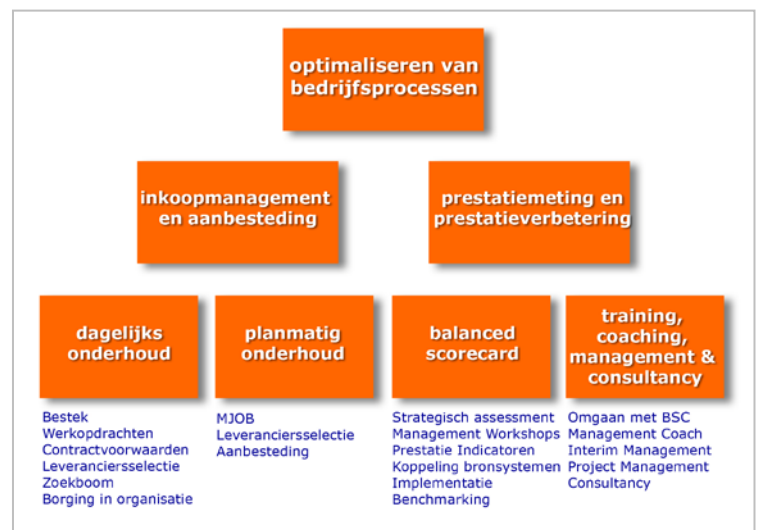 optimaliseren van
bedrijfsprocessen
inkoopmanagement
en aanbesteding
prestatiemeting en
prestatieverbetering
dagelijks
onderhoud
planmatig
onderhoud
balanced
scorecard
training,
coaching,
management &
consultancy
Bestek
Werkopdrachten
Contractvoorwaarden
Leveranciersselectie
Zoekboom
Borging in organisatie
MJOB
Leveranciersselectie
Aanbesteding
Strategisch assessment
Management Workshops
Prestatie Indicatoren
Koppeling bronsystemen
Implementatie
Benchmarking
Omgaan met BSC
Management Coach
Interim Management
Project Management
Consultancy